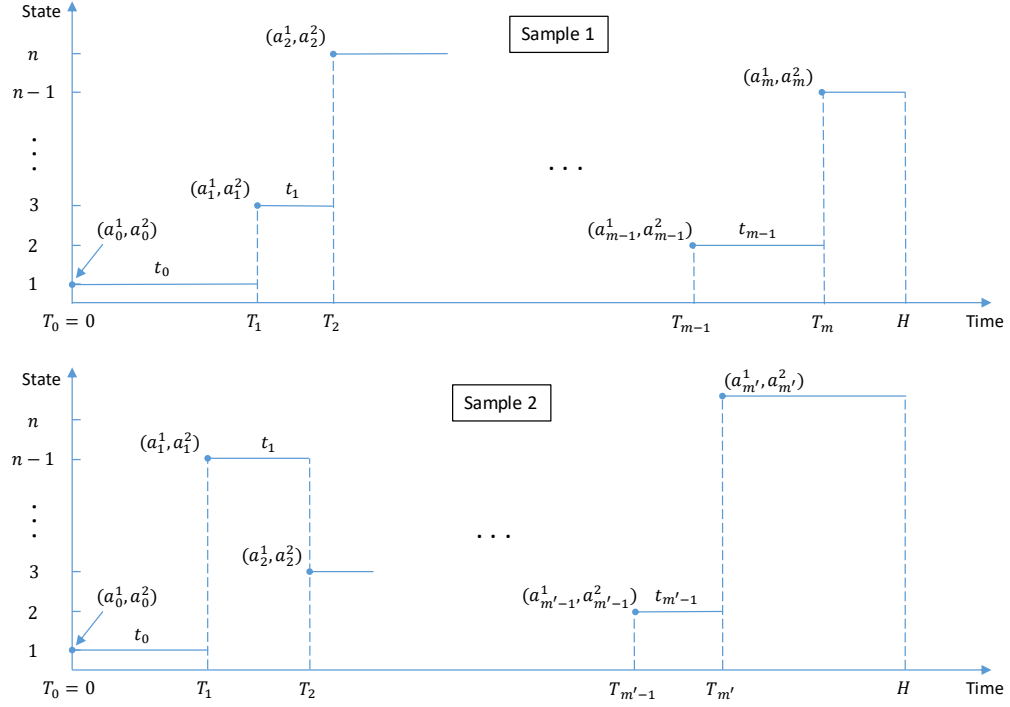 State
Sample 1
(a_2^1, a_2^2)
n
(a_m^1, a_m^2)
n − 1
⋮
. . .
(a_1^1, a_1^2)
t_1
3
(a_0^1, a_0^2)
(a_{m−1}^1, a_{m−1}^2)
t_{m−1}
2
t_0
1
T_0 = 0
T_1
T_2
T_{m−1}
T_m
H
Time
State
Sample 2
(a_{m′}^1, a_{m′}^2)
n
(a_1^1, a_1^2)
t_1
n − 1
⋮
. . .
(a_2^1, a_2^2)
3
(a_0^1, a_0^2)
(a_{m′−1}^1, a_{m′−1}^2)
t_{m′−1}
2
t_0
1
T_0 = 0
T_1
T_2
T_{m′−1}
T_{m′}
H
Time